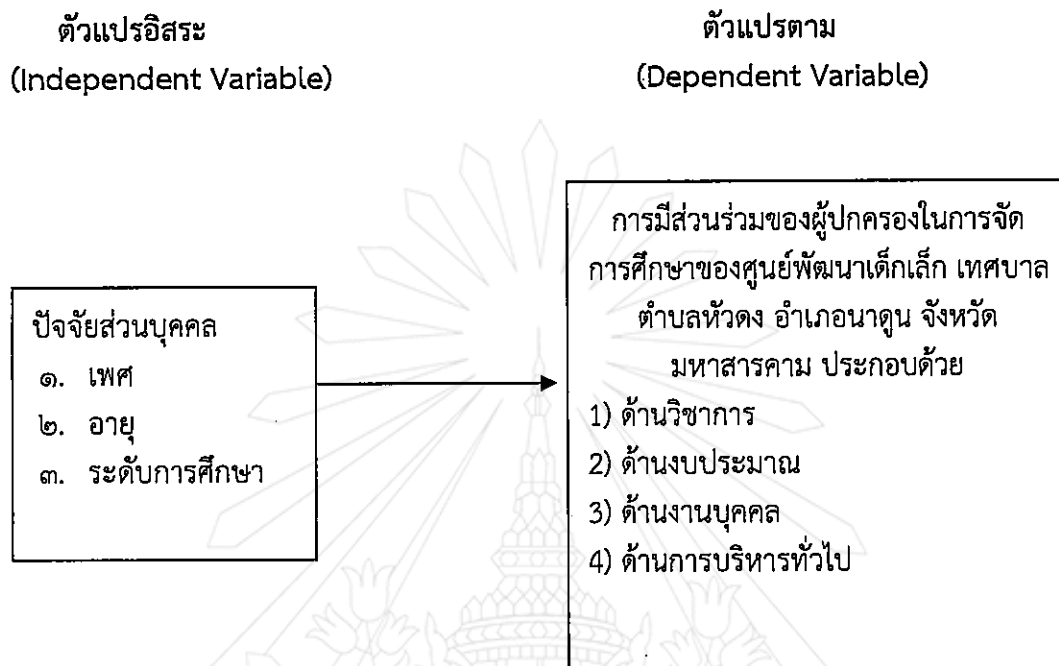 ตัวแปรอิสระ
(Independent Variable)
ตัวแปรตาม
(Dependent Variable)
ปัจจัยส่วนบุคคล
๑. เพศ
๒. อายุ
๓. ระดับการศึกษา
การมีส่วนร่วมของผู้ปกครองในการจัด
การศึกษาของศูนย์พัฒนาเด็กเล็ก เทศบาล
ตำบลหัวดง อำเภอนาดูน จังหวัด
มหาสารคาม ประกอบด้วย
1) ด้านวิชาการ
2) ด้านงบประมาณ
3) ด้านงานบุคคล
4) ด้านการบริหารทั่วไป